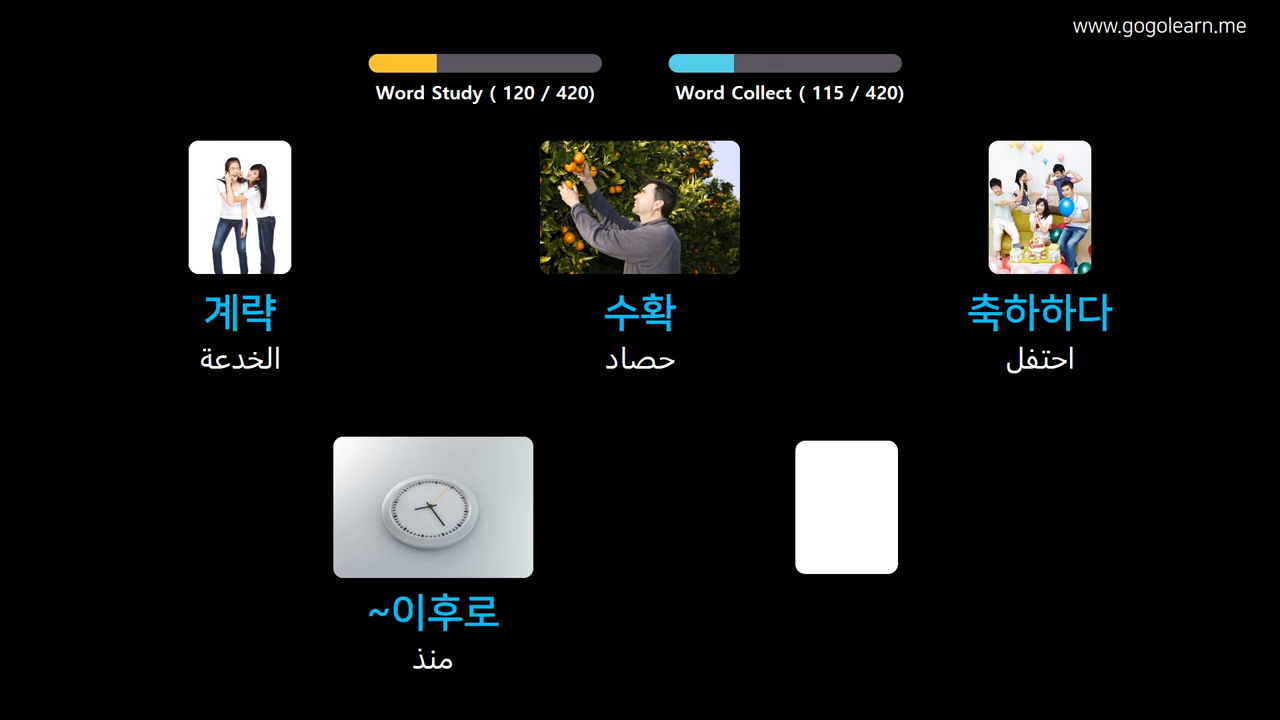 www.gogolearn.me
Word Study ( 120 / 420)
Word Collect ( 115 / 420)
계략
الخدعة
수확
حصاد
축하하다
احتفل
~이후로
منذ